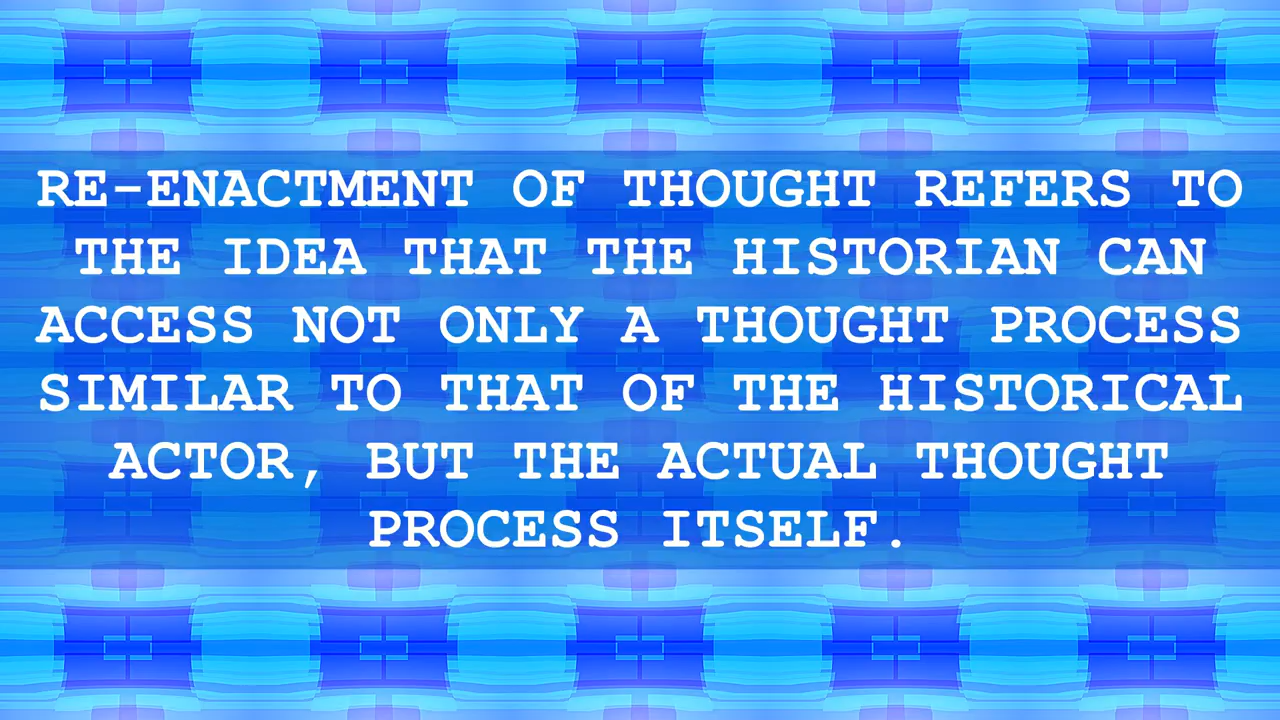 RE-ENACTMENT OF THOUGHT REFERS TO
THE IDEA THAT THE HISTORIAN CAN
ACCESS NOT ONLY A THOUGHT PROCESS
SIMILAR TO THAT OF THE HISTORICAL
ACTOR, BUT THE ACTUAL THOUGHT
PROCESS ITSELF.